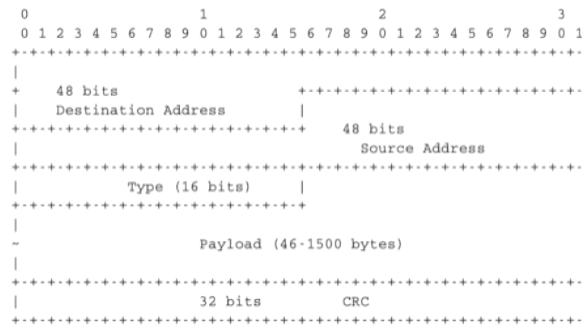 0 1 2 3
0 1 2 3 4 5 6 7 8 9 0 1 2 3 4 5 6 7 8 9 0 1 2 3 4 5 6 7 8 9 0 1
+-+-+-+-+-+-+-+-+-+-+-+-+-+-+-+-+-+-+-+-+-+-+-+-+-+-+-+-+-+-+-+-
|
+ 48 bits +-+-+-+-+-+-+-+-+-+-+-+-+-+-+-+-
| Destination Address |
+-+-+-+-+-+-+-+-+-+-+-+-+-+-+-+-+ 48 bits
| Source Address
+-+-+-+-+-+-+-+-+-+-+-+-+-+-+-+-+-+-+-+-+-+-+-+-+-+-+-+-+-+-+-+-
| Type (16 bits) |
+-+-+-+-+-+-+-+-+-+-+-+-+-+-+-+-+
|
~ Payload (46-1500 bytes)
|
+-+-+-+-+-+-+-+-+-+-+-+-+-+-+-+-+-+-+-+-+-+-+-+-+-+-+-+-+-+-+-+-
| 32 bits CRC
+-+-+-+-+-+-+-+-+-+-+-+-+-+-+-+-+-+-+-+-+-+-+-+-+-+-+-+-+-+-+-+-